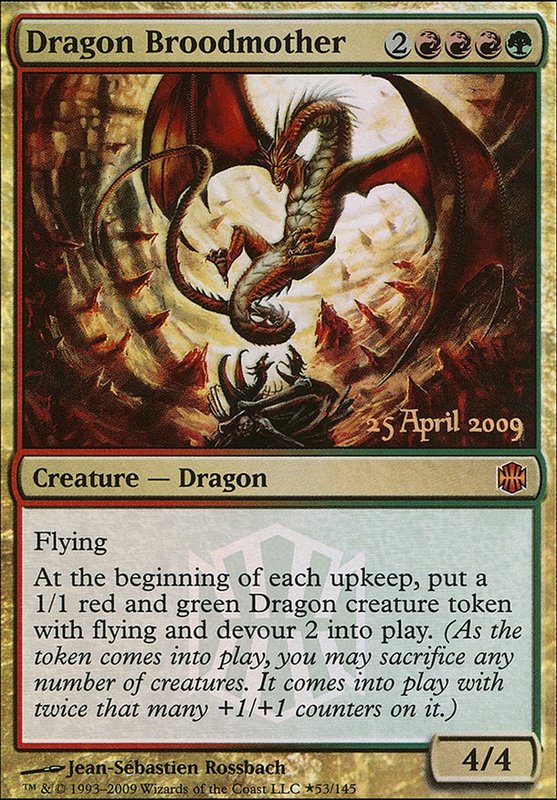 Dragon Broodmother 2
25 April 2009
Creature — Dragon
Flying
At the beginning of each upkeep, put a
1/1 red and green Dragon creature token
with flying and devour 2 into play. (As the
token comes into play, you may sacrifice any
number of creatures. It comes into play with
twice that many +1/+1 counters on it.)
4/4
Jean-Sébastien Rossbach
™ & © 1993–2009 Wizards of the Coast LLC ★53/145